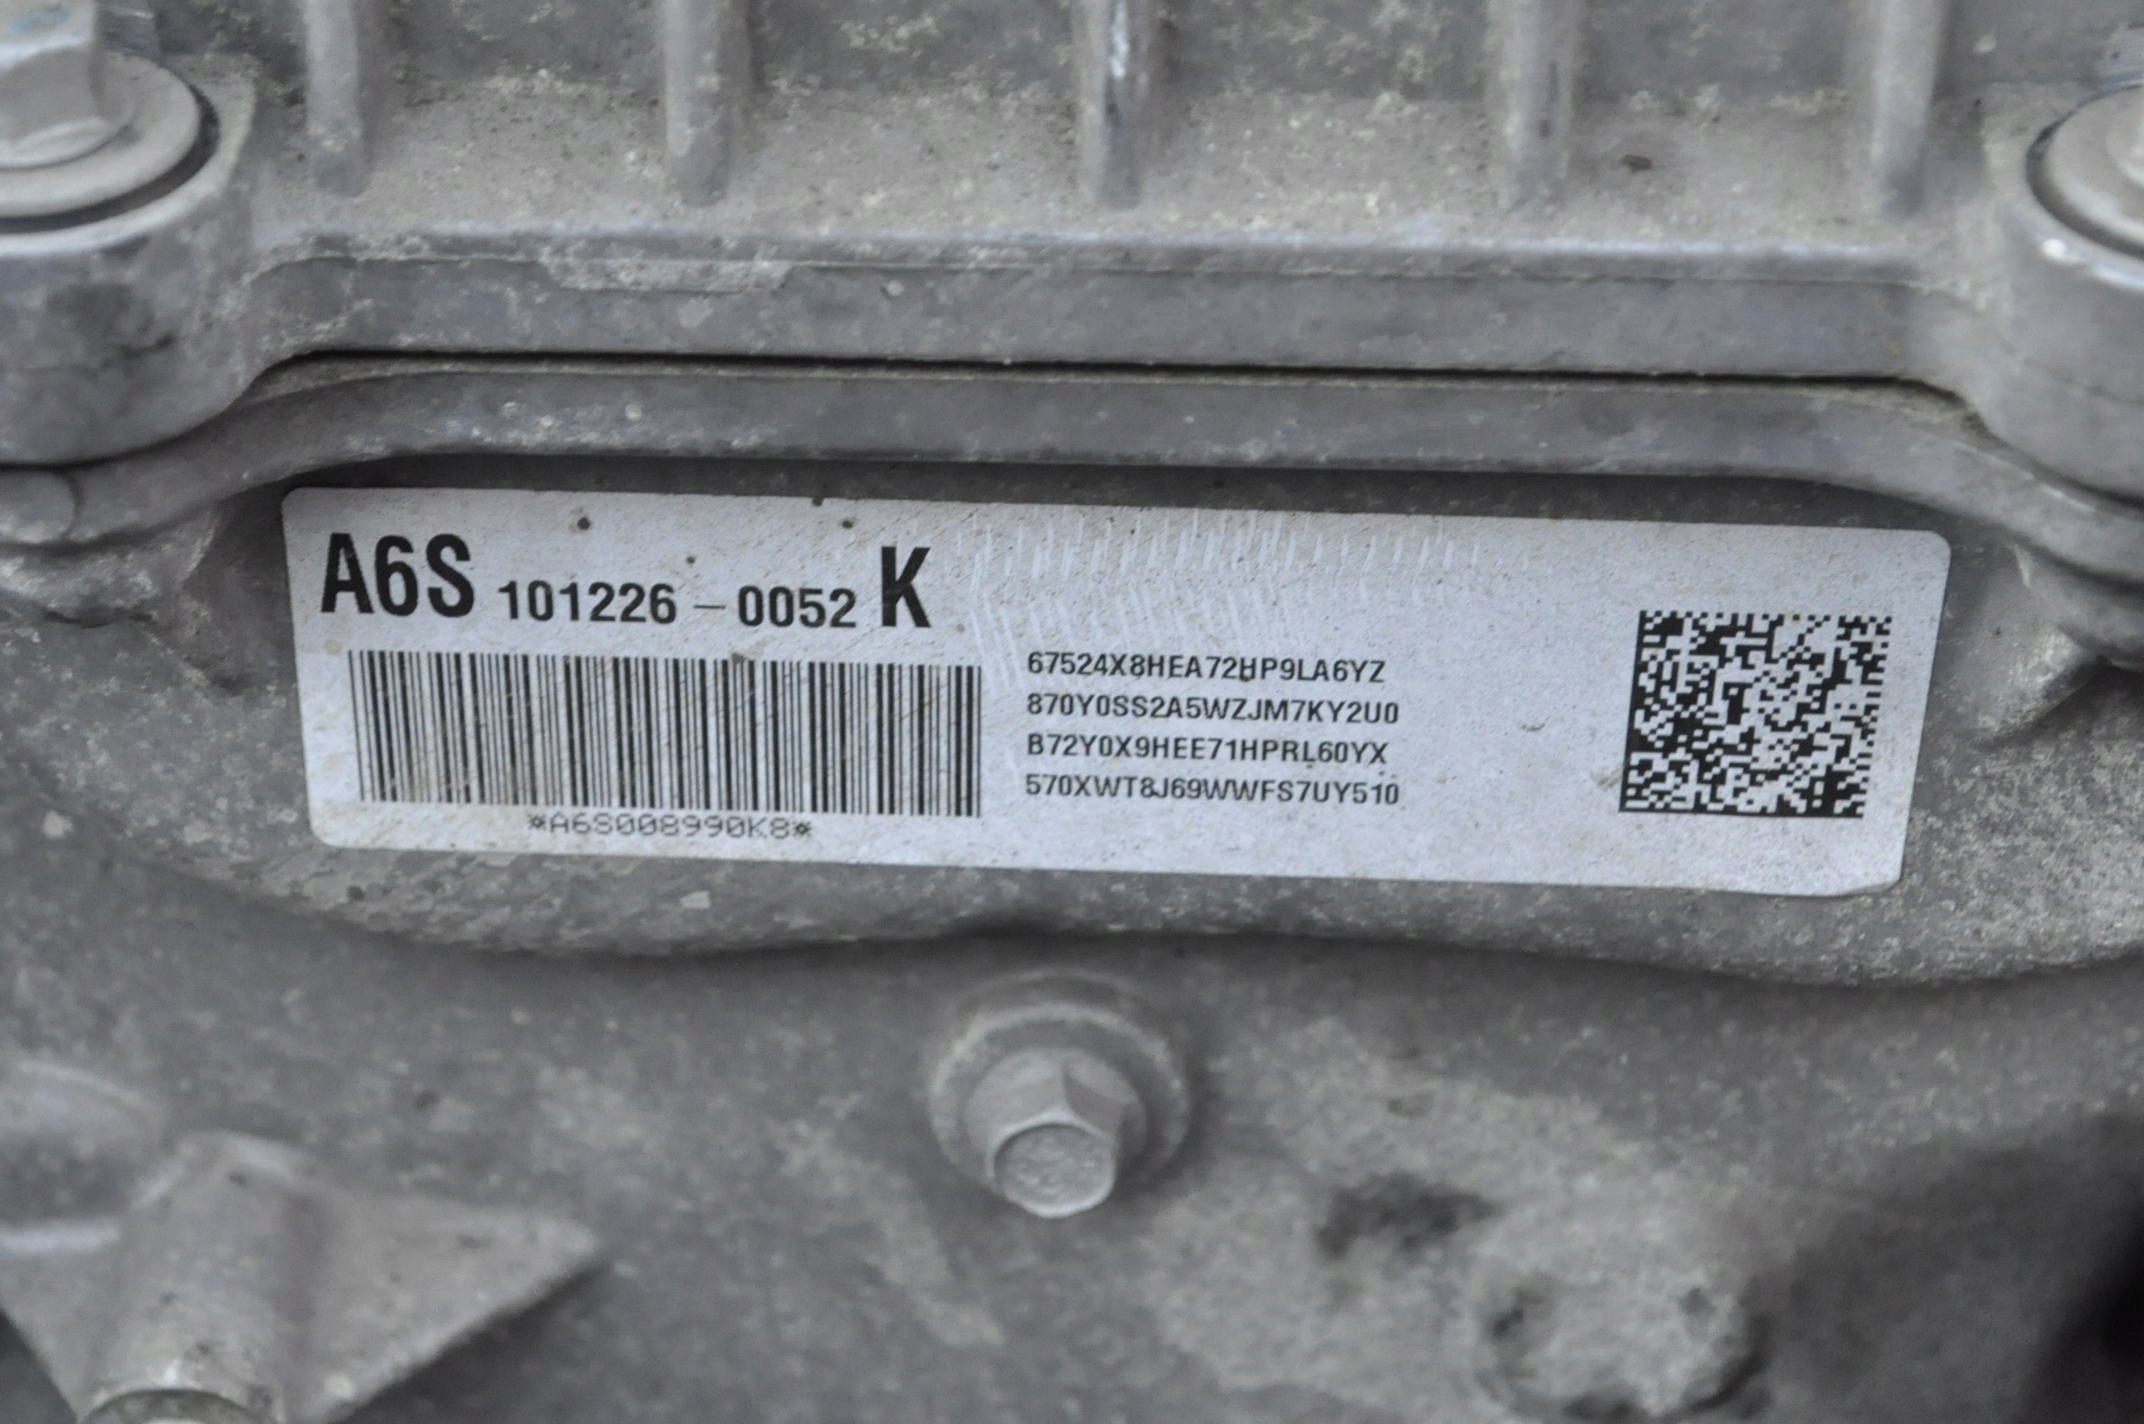 A6S 101226 – 0052 K
67524X8HEA72HP9LA6YZ
870Y0SS2A5WZJM7KY2U0
B72Y0X9HEE71HPRL60YX
570XWT8J69WWFS7UY510
*A6S008990K8*